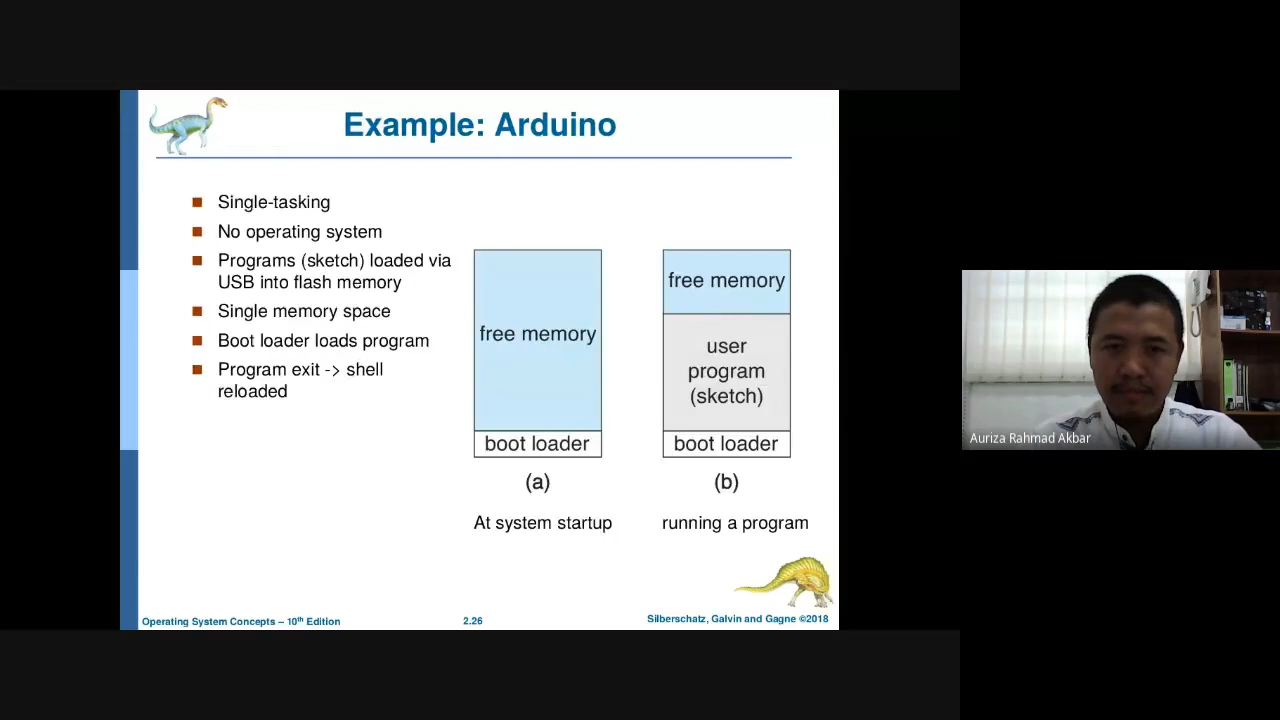 Example: Arduino
Single-tasking
No operating system
Programs (sketch) loaded via
USB into flash memory
Single memory space
Boot loader loads program
Program exit -> shell
reloaded
free memory
boot loader
(a)
At system startup
free memory
user
program
(sketch)
boot loader
(b)
running a program
Operating System Concepts – 10th Edition
2.26
Silberschatz, Galvin and Gagne ©2018
Auriza Rahmad Akbar